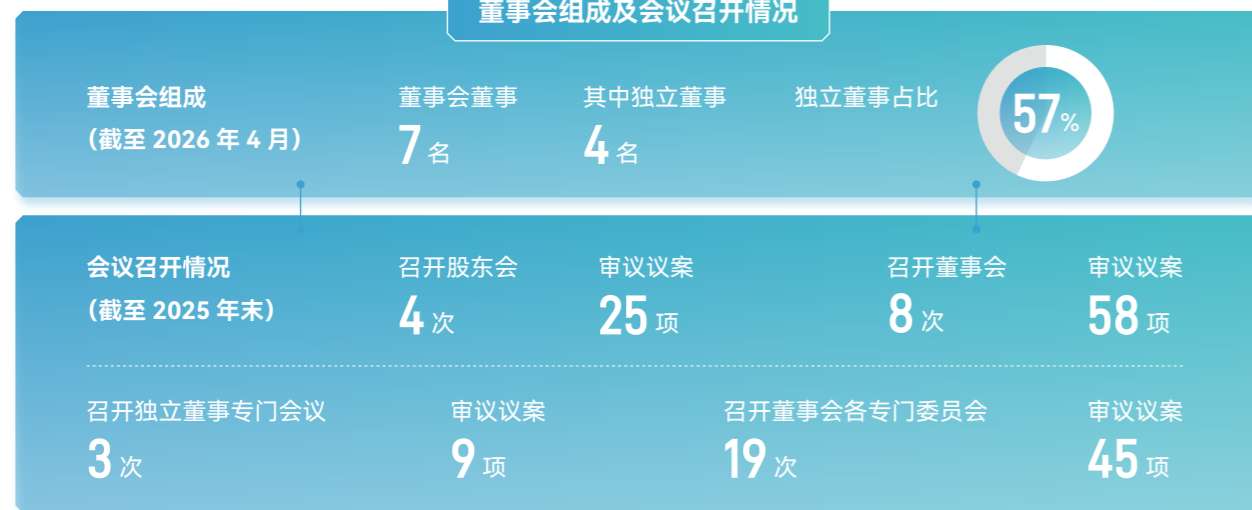 董事会组成及会议召开情况
董事会组成
（截至 2026 年 4 月）
董事会董事
7 名
其中独立董事
4 名
独立董事占比
57%
会议召开情况
（截至 2025 年末）
召开股东会
4 次
审议议案
25 项
召开董事会
8 次
审议议案
58 项
召开独立董事专门会议
3 次
审议议案
9 项
召开董事会各专门委员会
19 次
审议议案
45 项